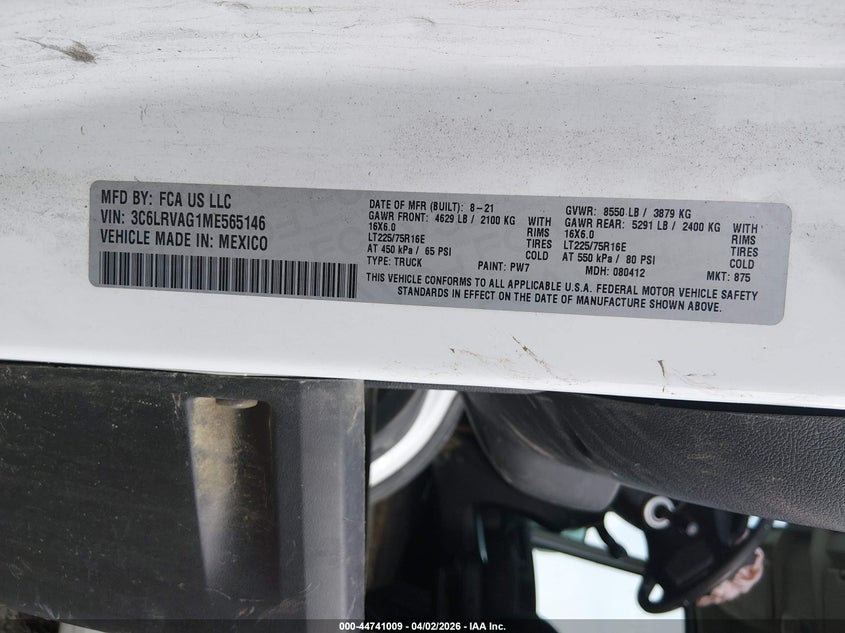 MFD BY: FCA US LLC
VIN: 3C6LRVAG1ME565146
VEHICLE MADE IN: MEXICO
DATE OF MFR (BUILT): 8-21
GAWR FRONT: 4629 LB / 2100 KG WITH
16X6.0 RIMS
LT225/75R16E TIRES
AT 450 kPa / 65 PSI COLD
TYPE: TRUCK PAINT: PW7
GVWR: 8550 LB / 3879 KG
GAWR REAR: 5291 LB / 2400 KG WITH
16X6.0 RIMS
LT225/75R16E TIRES
AT 550 kPa / 80 PSI COLD
MDH: 080412 MKT: 875
THIS VEHICLE CONFORMS TO ALL APPLICABLE U.S.A. FEDERAL MOTOR VEHICLE SAFETY
STANDARDS IN EFFECT ON THE DATE OF MANUFACTURE SHOWN ABOVE.
000-44741009 - 04/02/2026 - IAA Inc.